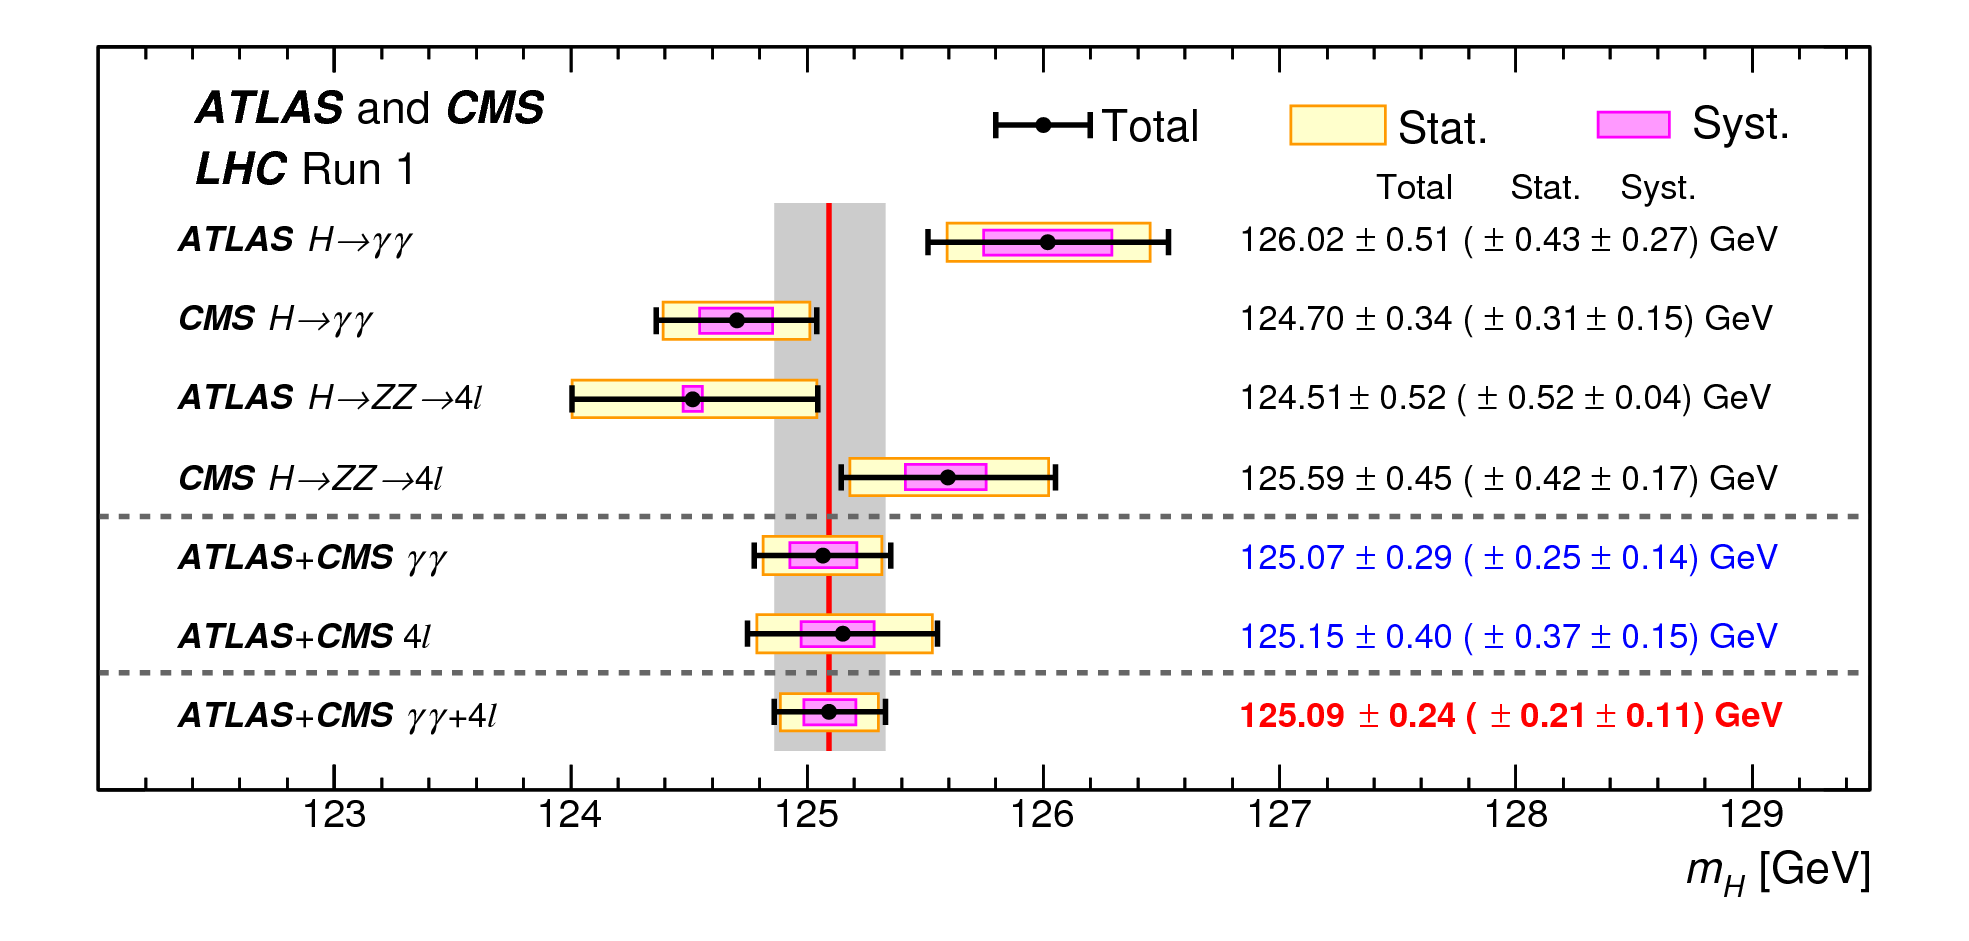 ATLAS and CMS
LHC Run 1
Total Stat. Syst.
Total Stat. Syst.
ATLAS H→γγ 126.02 ± 0.51 ( ± 0.43 ± 0.27) GeV
CMS H→γγ 124.70 ± 0.34 ( ± 0.31 ± 0.15) GeV
ATLAS H→ZZ→4l 124.51 ± 0.52 ( ± 0.52 ± 0.04) GeV
CMS H→ZZ→4l 125.59 ± 0.45 ( ± 0.42 ± 0.17) GeV
ATLAS+CMS γγ 125.07 ± 0.29 ( ± 0.25 ± 0.14) GeV
ATLAS+CMS 4l 125.15 ± 0.40 ( ± 0.37 ± 0.15) GeV
ATLAS+CMS γγ+4l 125.09 ± 0.24 ( ± 0.21 ± 0.11) GeV
123 124 125 126 127 128 129
m_H [GeV]